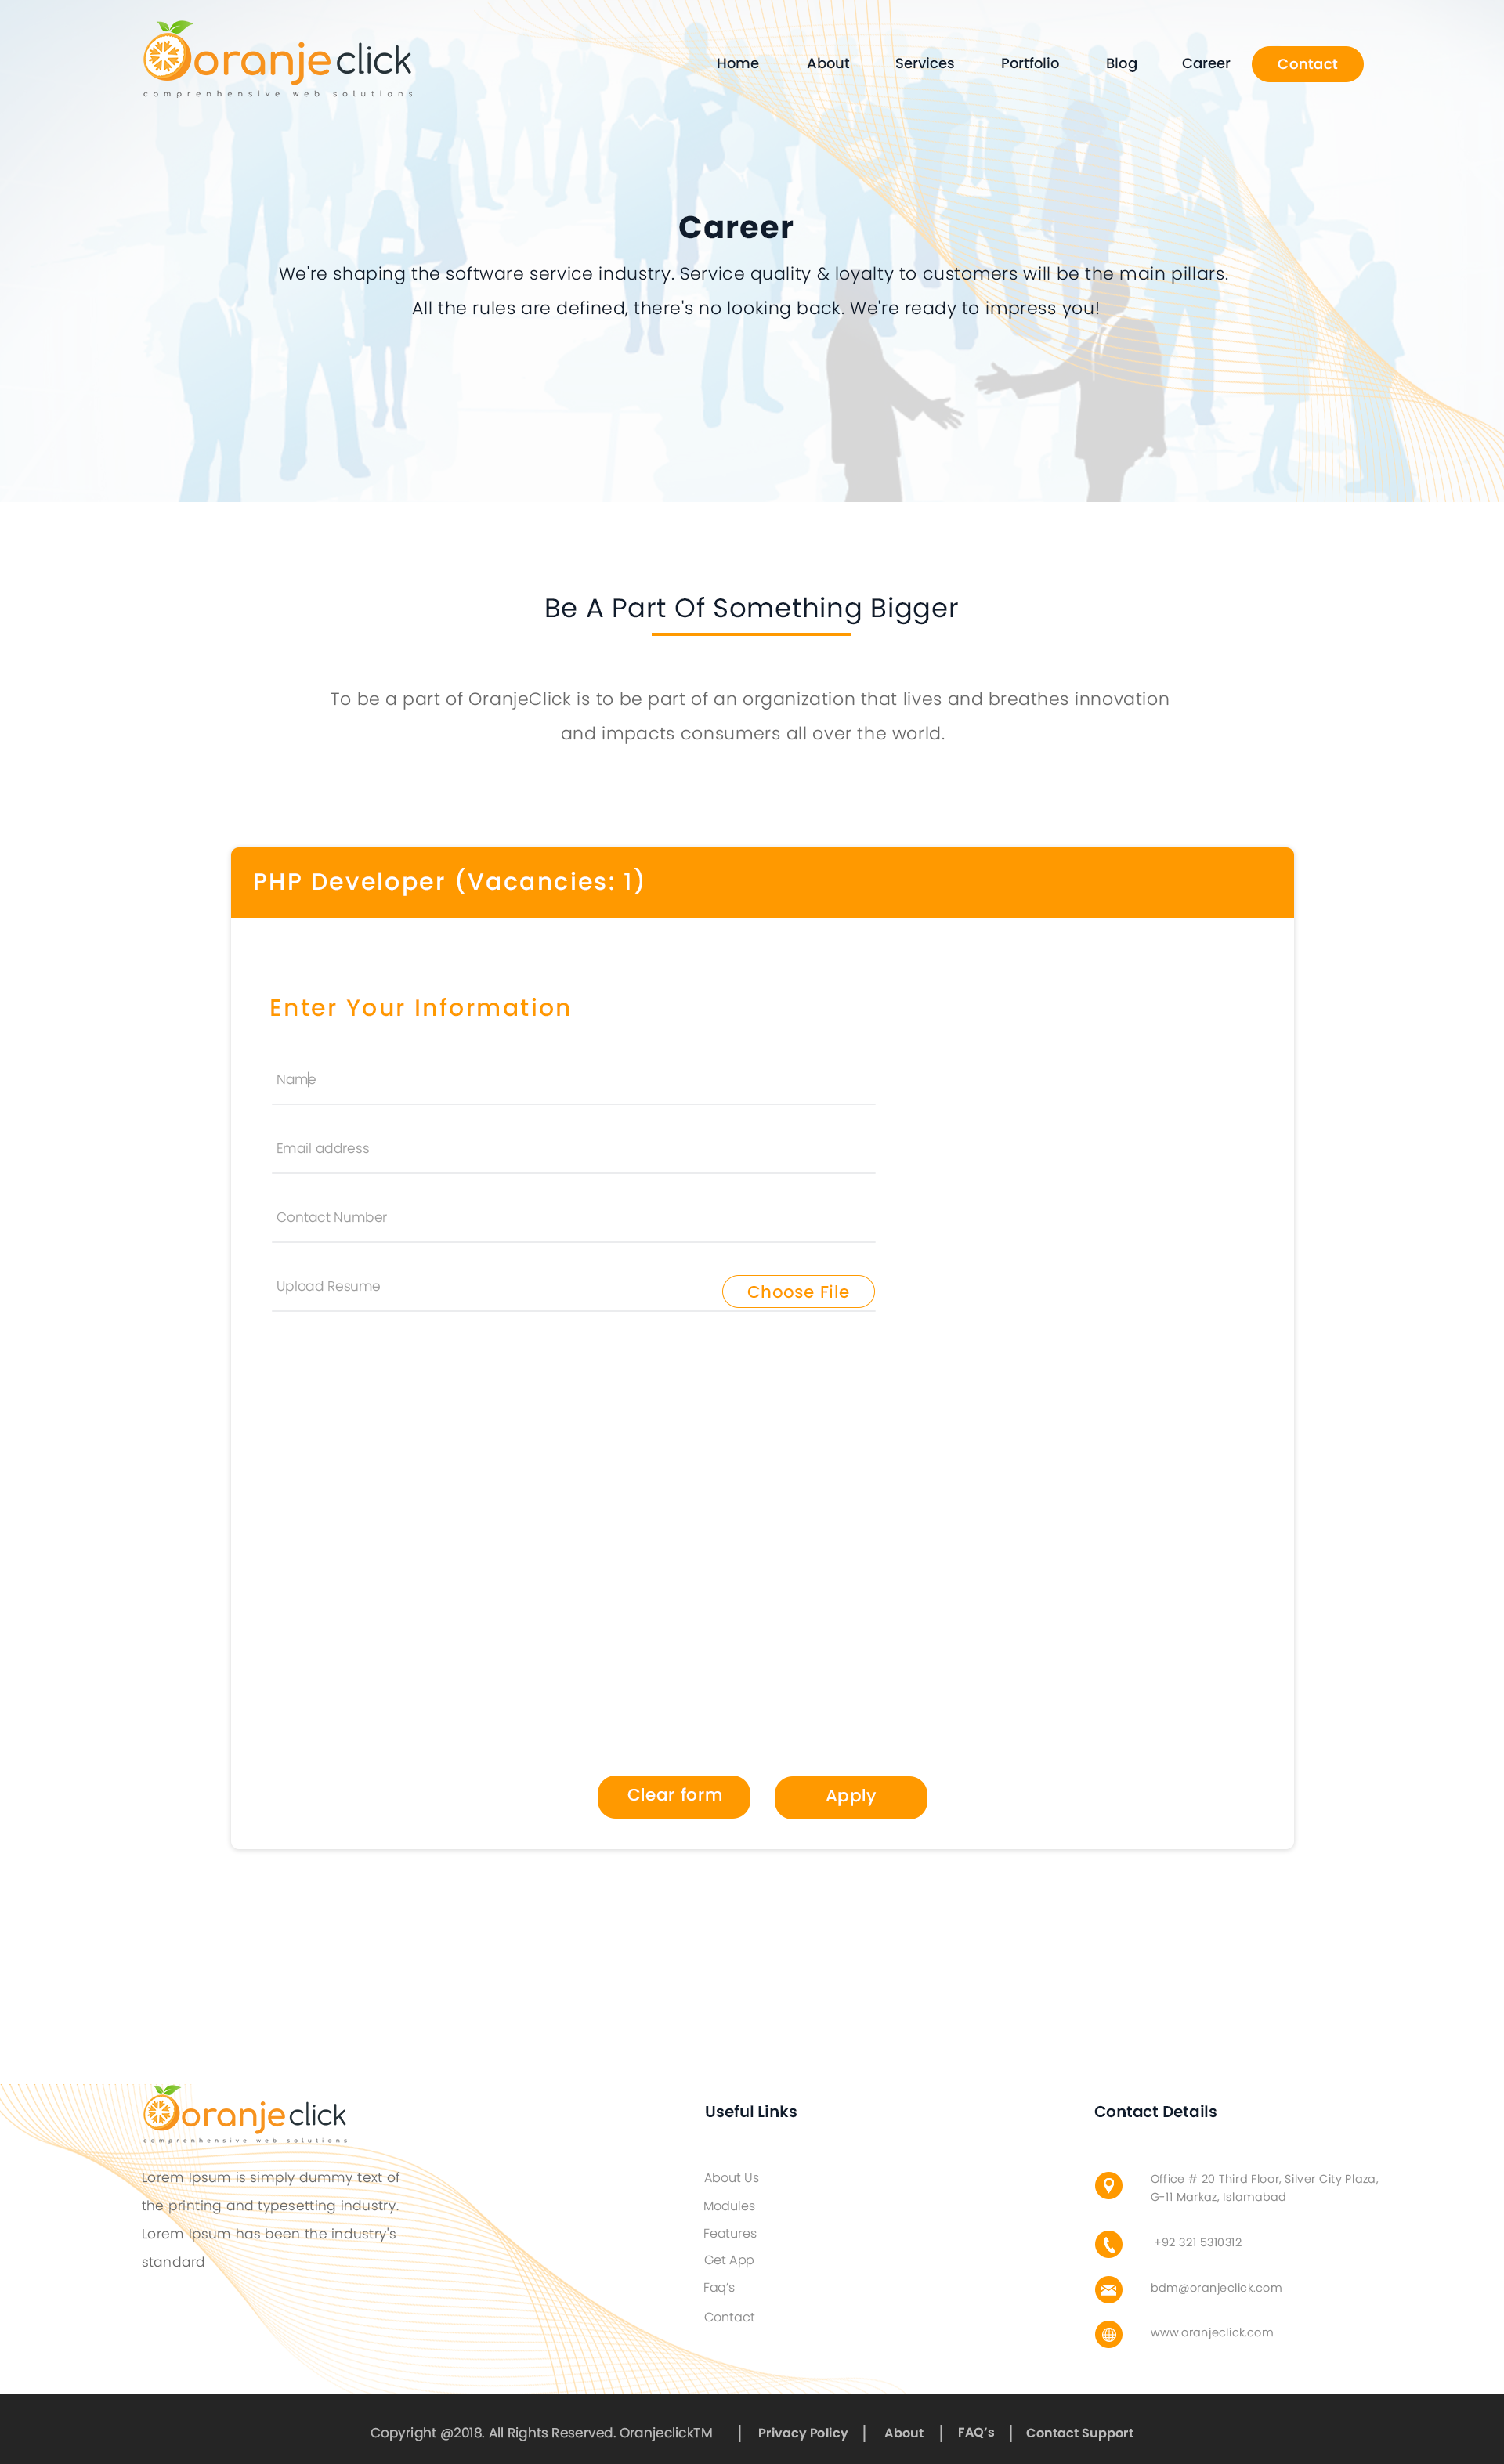 oranjeclick
comprenhensive web solutions
Home About Services Portfolio Blog Career Contact
Career
We're shaping the software service industry. Service quality & loyalty to customers will be the main pillars.
All the rules are defined, there's no looking back. We're ready to impress you!
Be A Part Of Something Bigger
To be a part of OranjeClick is to be part of an organization that lives and breathes innovation
and impacts consumers all over the world.
PHP Developer (Vacancies: 1)
Enter Your Information
Name
Email address
Contact Number
Upload Resume Choose File
Clear form Apply
oranjeclick
comprenhensive web solutions
Lorem Ipsum is simply dummy text of
the printing and typesetting industry.
Lorem Ipsum has been the industry's
standard
Useful Links
About Us
Modules
Features
Get App
Faq's
Contact
Contact Details
Office # 20 Third Floor, Silver City Plaza,
G-11 Markaz, Islamabad
+92 321 5310312
bdm@oranjeclick.com
www.oranjeclick.com
Copyright @2018. All Rights Reserved. OranjeclickTM | Privacy Policy | About | FAQ's | Contact Support